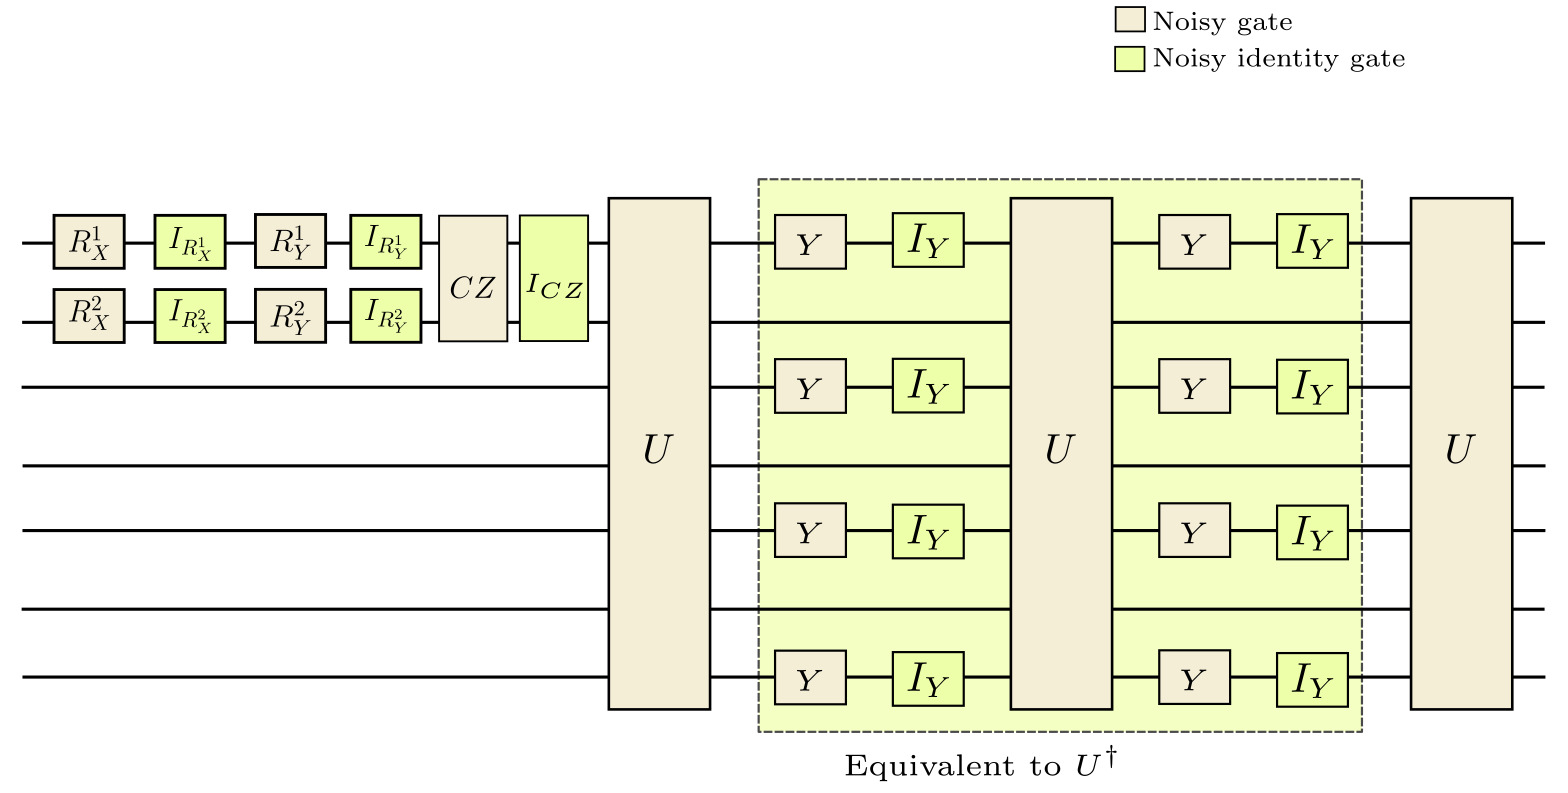 Noisy gate
Noisy identity gate
R_X^1 I_{R_X^1} R_Y^1 I_{R_Y^1} CZ I_{CZ}
R_X^2 I_{R_X^2} R_Y^2 I_{R_Y^2}
Y I_Y Y I_Y
Y I_Y Y I_Y
U U U
Y I_Y Y I_Y
Y I_Y Y I_Y
Equivalent to U^†